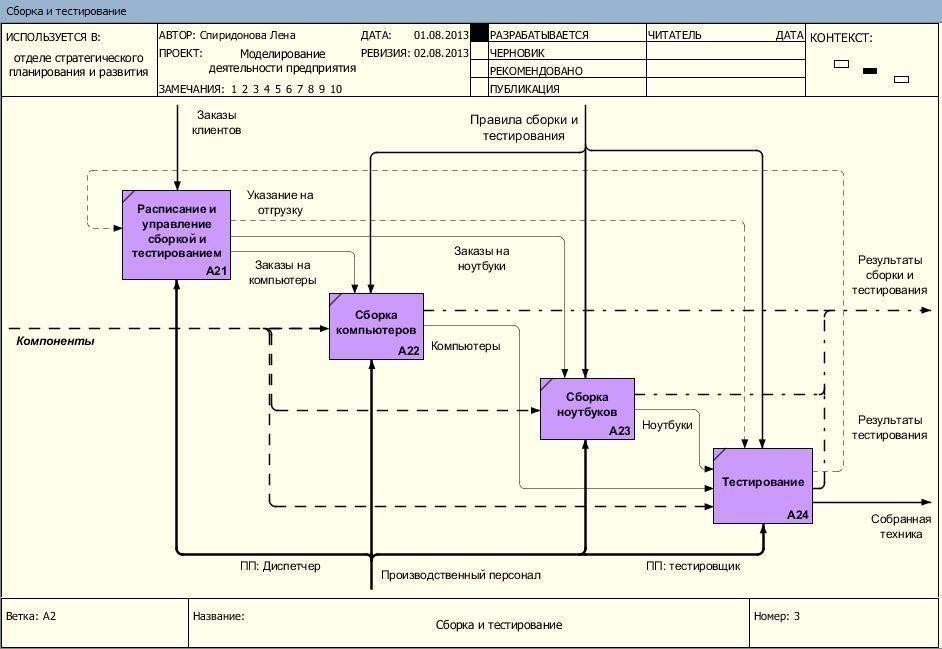 Сборка и тестирование
ИСПОЛЬЗУЕТСЯ В:
отделе стратегического
планирования и развития
АВТОР: Спиридонова Лена
ДАТА: 01.08.2013
ПРОЕКТ: Моделирование
деятельности предприятия
РЕВИЗИЯ: 02.08.2013
ЗАМЕЧАНИЯ: 1 2 3 4 5 6 7 8 9 10
РАЗРАБАТЫВАЕТСЯ
ЧЕРНОВИК
РЕКОМЕНДОВАНО
ПУБЛИКАЦИЯ
ЧИТАТЕЛЬ
ДАТА
КОНТЕКСТ:
Заказы
клиентов
Правила сборки и
тестирования
Расписание и
управление
сборкой и
тестированием
A21
Указание на
отгрузку
Заказы на
ноутбуки
Заказы на
компьютеры
Результаты
сборки и
тестирования
Сборка
компьютеров
A22
Компоненты
Компьютеры
Сборка
ноутбуков
A23
Ноутбуки
Результаты
тестирования
Тестирование
A24
Собранная
техника
ПП: Диспетчер
Производственный персонал
ПП: тестировщик
Ветка: A2
Название:
Сборка и тестирование
Номер: 3